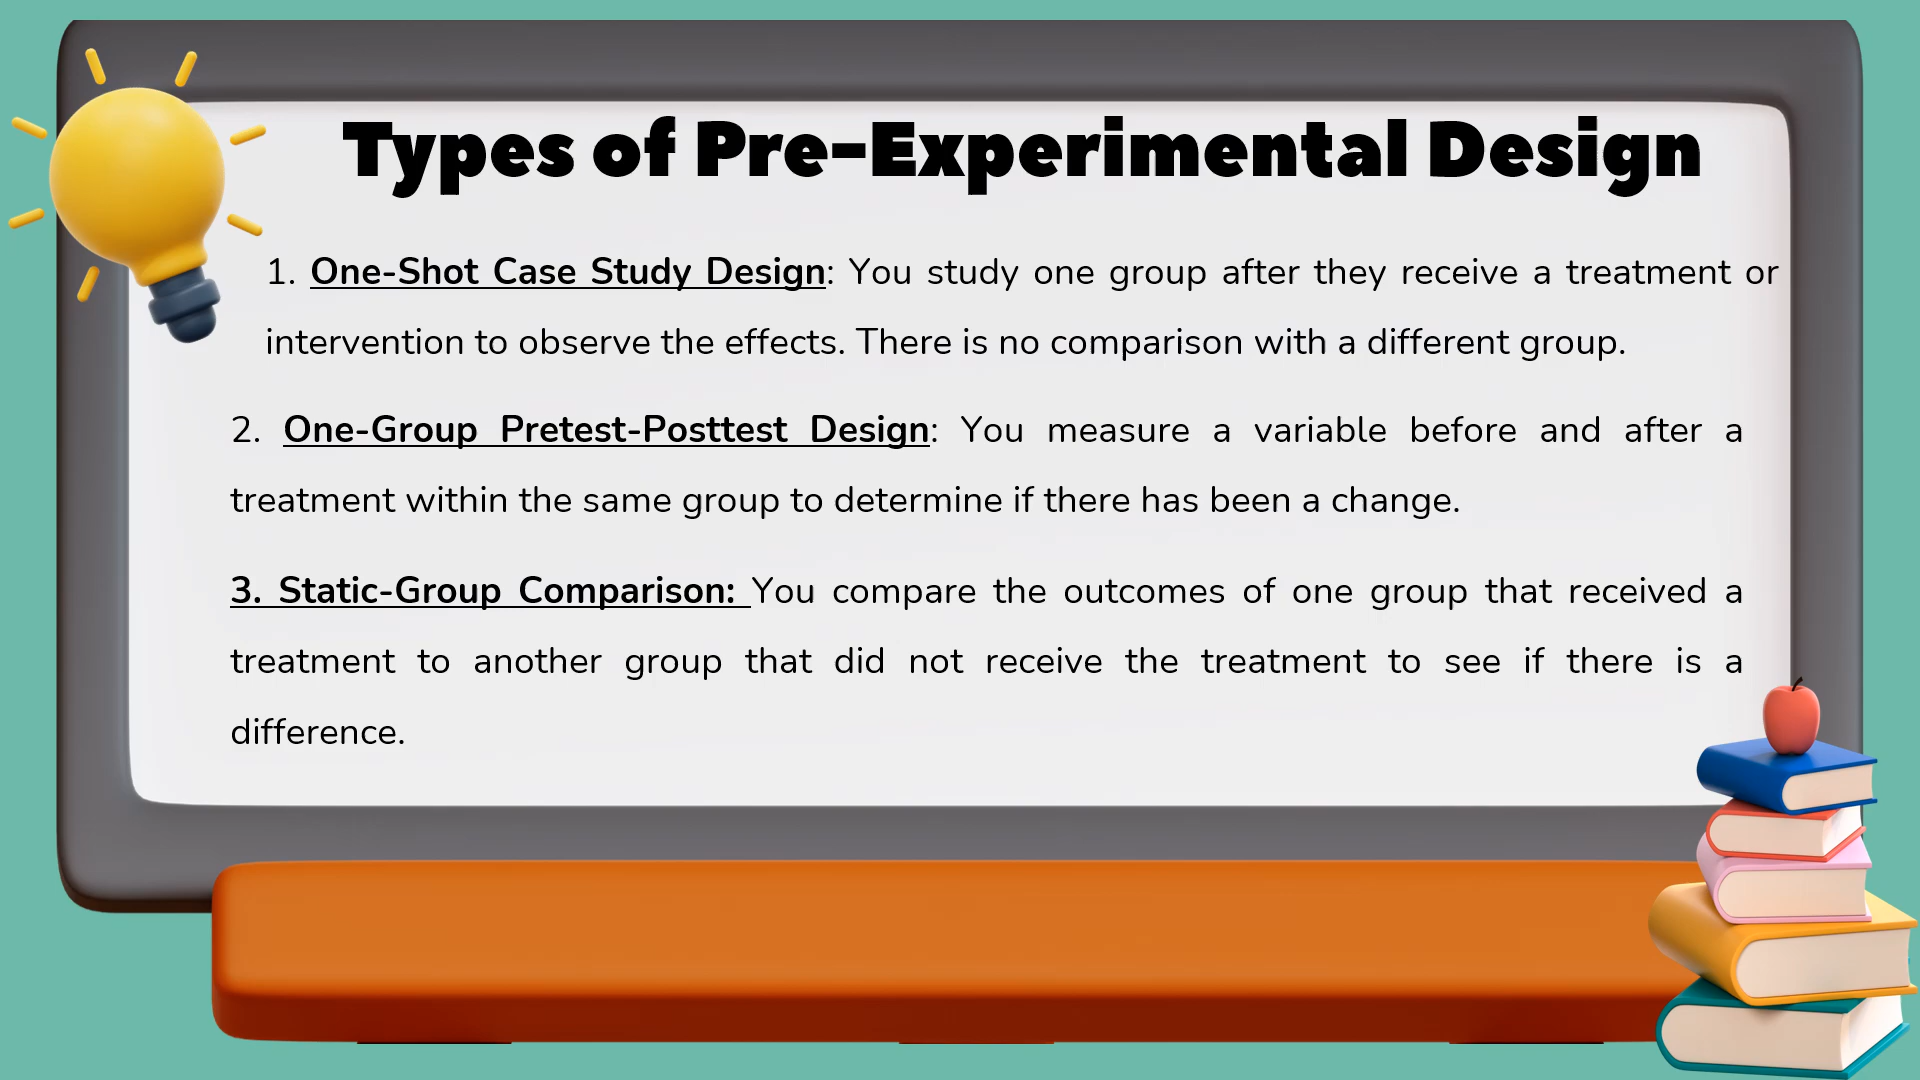 Types of Pre-Experimental Design
1. One-Shot Case Study Design: You study one group after they receive a treatment or
intervention to observe the effects. There is no comparison with a different group.
2. One-Group Pretest-Posttest Design: You measure a variable before and after a
treatment within the same group to determine if there has been a change.
3. Static-Group Comparison: You compare the outcomes of one group that received a
treatment to another group that did not receive the treatment to see if there is a
difference.